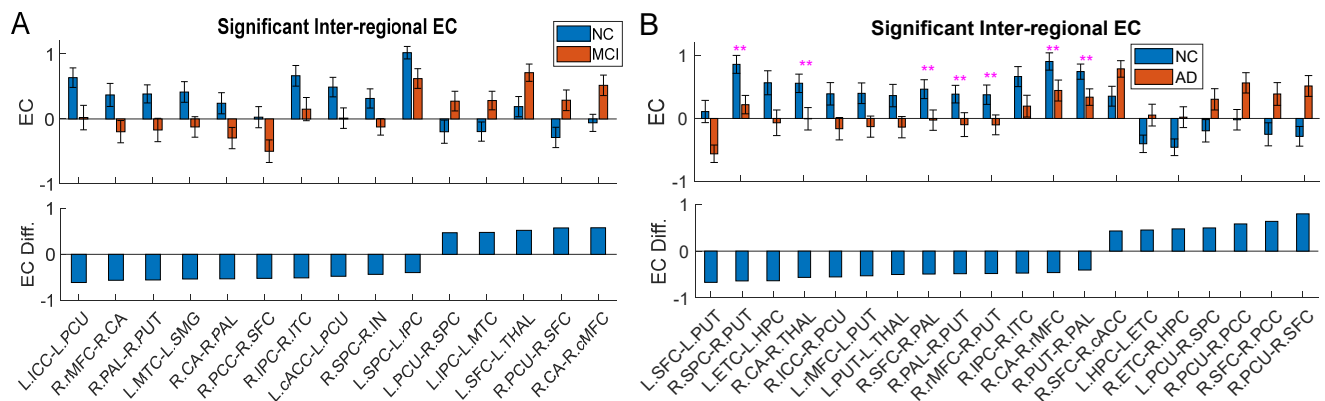 A
Significant Inter-regional EC
NC
MCI
EC
1
0
-1
EC Diff.
1
0
-1
L.ICC-L.PCU
R.rMFC-R.CA
R.PAL-R.PUT
L.MTC-L.SMG
R.CA-R.PAL
R.PCC-R.SFC
R.IPC-R.ITC
L.cACC-L.PCU
R.SPC-R.IN
L.SPC-L.IPC
L.PCU-R.SPC
L.IPC-L.MTC
L.SFC-L.THAL
R.PCU-R.SFC
R.CA-R.cMFC
B
Significant Inter-regional EC
NC
AD
** ** ** ** ** ** **
EC
1
0
-1
EC Diff.
1
0
-1
L.SFC-L.PUT
R.SPC-R.PUT
L.ETC-L.HPC
R.CA-R.THAL
R.ICC-R.PCU
L.rMFC-L.PUT
L.PUT-L.THAL
R.SFC-R.PAL
R.PAL-R.PUT
R.rMFC-R.PUT
R.IPC-R.ITC
R.CA-R.rMFC
R.PUT-R.PAL
R.SFC-R.cACC
L.HPC-L.ETC
R.ETC-R.HPC
L.PCU-R.SPC
R.PCU-R.PCC
R.SFC-R.PCC
R.PCU-R.SFC